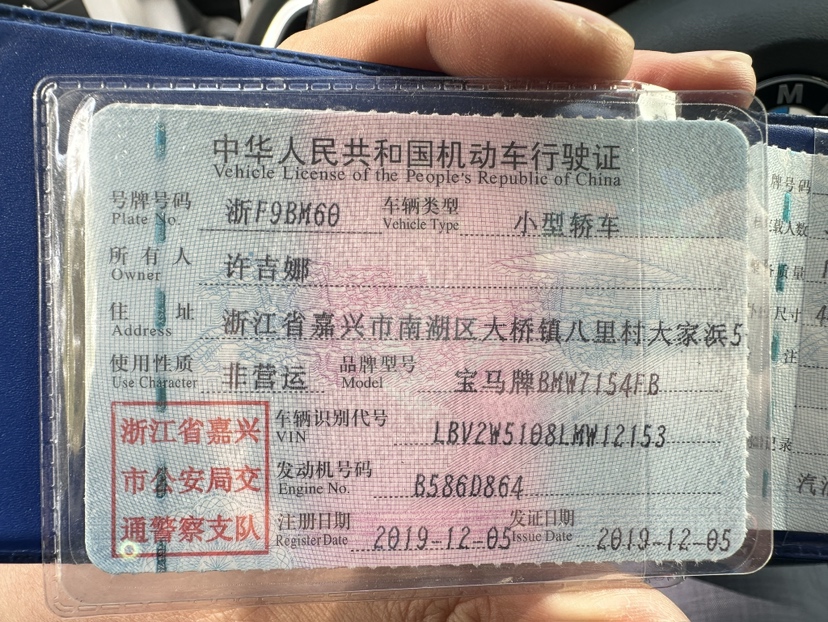 中华人民共和国机动车行驶证
Vehicle License of the People's Republic of China
号牌号码 浙F9BM60 车辆类型 小型轿车
Plate No. Vehicle Type
所有人 许吉娜
Owner
住址 浙江省嘉兴市南湖区大桥镇八里村大家浜5
Address
使用性质 非营运 品牌型号 宝马牌BMW7154FB
Use Character Model
浙江省嘉兴
市公安局交
通警察支队
车辆识别代号 LBV2W5108LMW12153
VIN
发动机号码 B586D864
Engine No.
注册日期 2019-12-05 发证日期 2019-12-05
Register Date Issue Date
牌号码
载人数
质量
尺寸 4
注
记录
汽
M